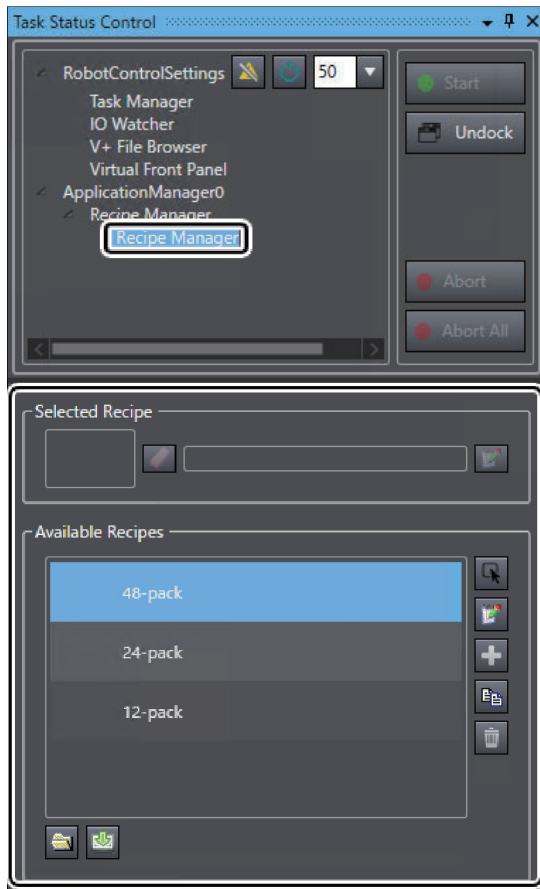 Task Status Control
RobotControlSettings 50
Start
Task Manager
IO Watcher
Undock
V+ File Browser
Virtual Front Panel
ApplicationManager0
Recipe Manager
Recipe Manager
Abort
Abort All
Selected Recipe
Available Recipes
48-pack
24-pack
12-pack